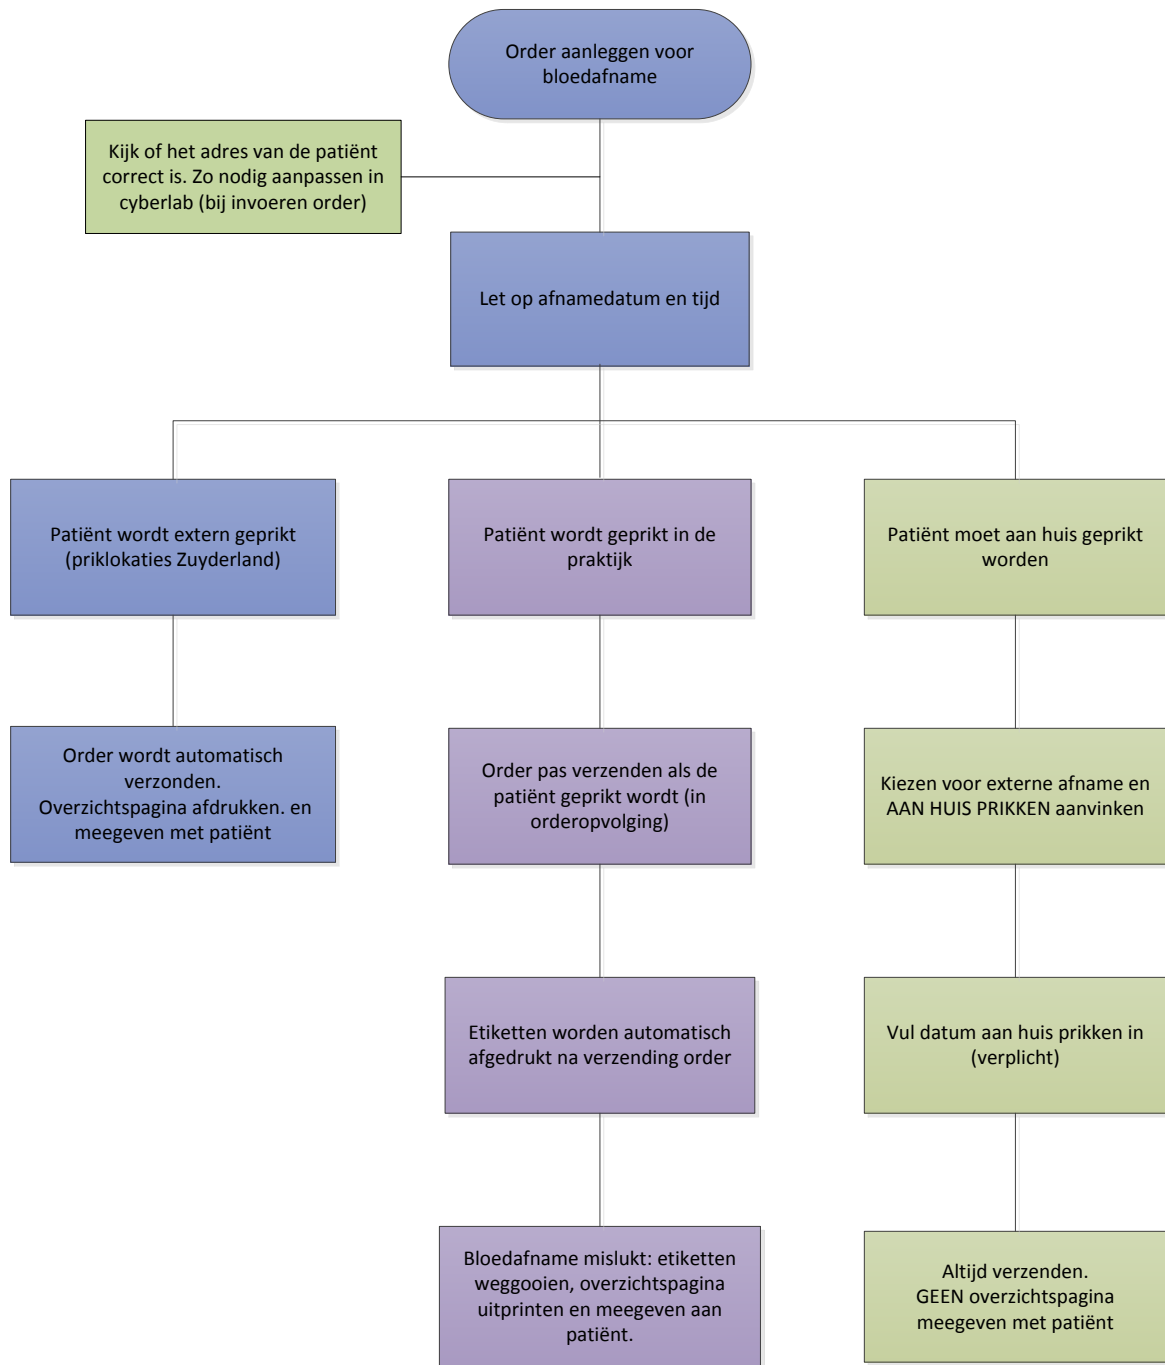 Order aanleggen voor
bloedafname
Kijk of het adres van de patiënt
correct is. Zo nodig aanpassen in
cyberlab (bij invoeren order)
Let op afnamedatum en tijd
Patiënt wordt extern geprikt
(priklokaties Zuyderland)
Patiënt wordt geprikt in de
praktijk
Patiënt moet aan huis geprikt
worden
Order wordt automatisch
verzonden.
Overzichtspagina afdrukken. en
meegeven met patiënt
Order pas verzenden als de
patiënt geprikt wordt (in
orderopvolging)
Kiezen voor externe afname en
AAN HUIS PRIKKEN aanvinken
Etiketten worden automatisch
afgedrukt na verzending order
Vul datum aan huis prikken in
(verplicht)
Bloedafname mislukt: etiketten
weggooien, overzichtspagina
uitprinten en meegeven aan
patiënt.
Altijd verzenden.
GEEN overzichtspagina
meegeven met patiënt